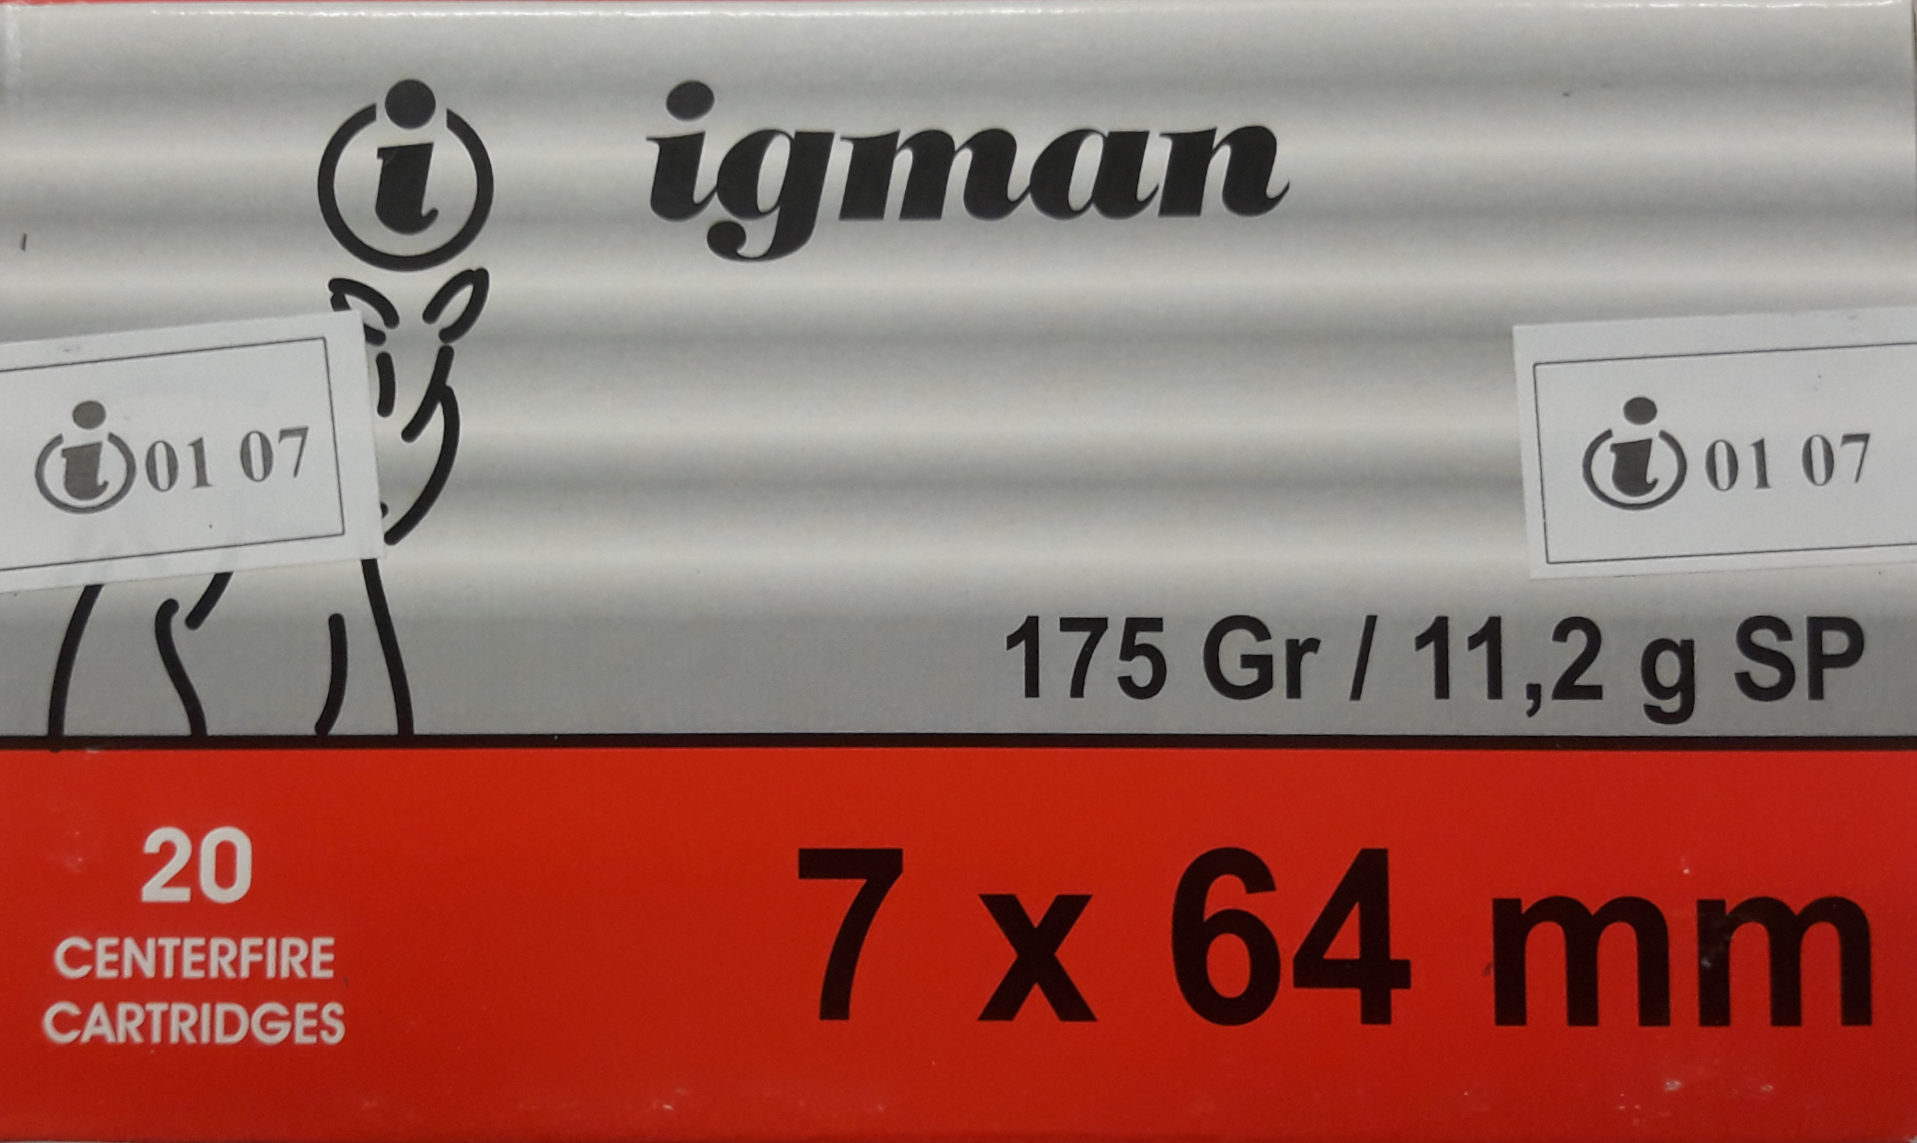 i igman
i 01 07
i 01 07
175 Gr / 11,2 g SP
20
CENTERFIRE
CARTRIDGES
7 x 64 mm